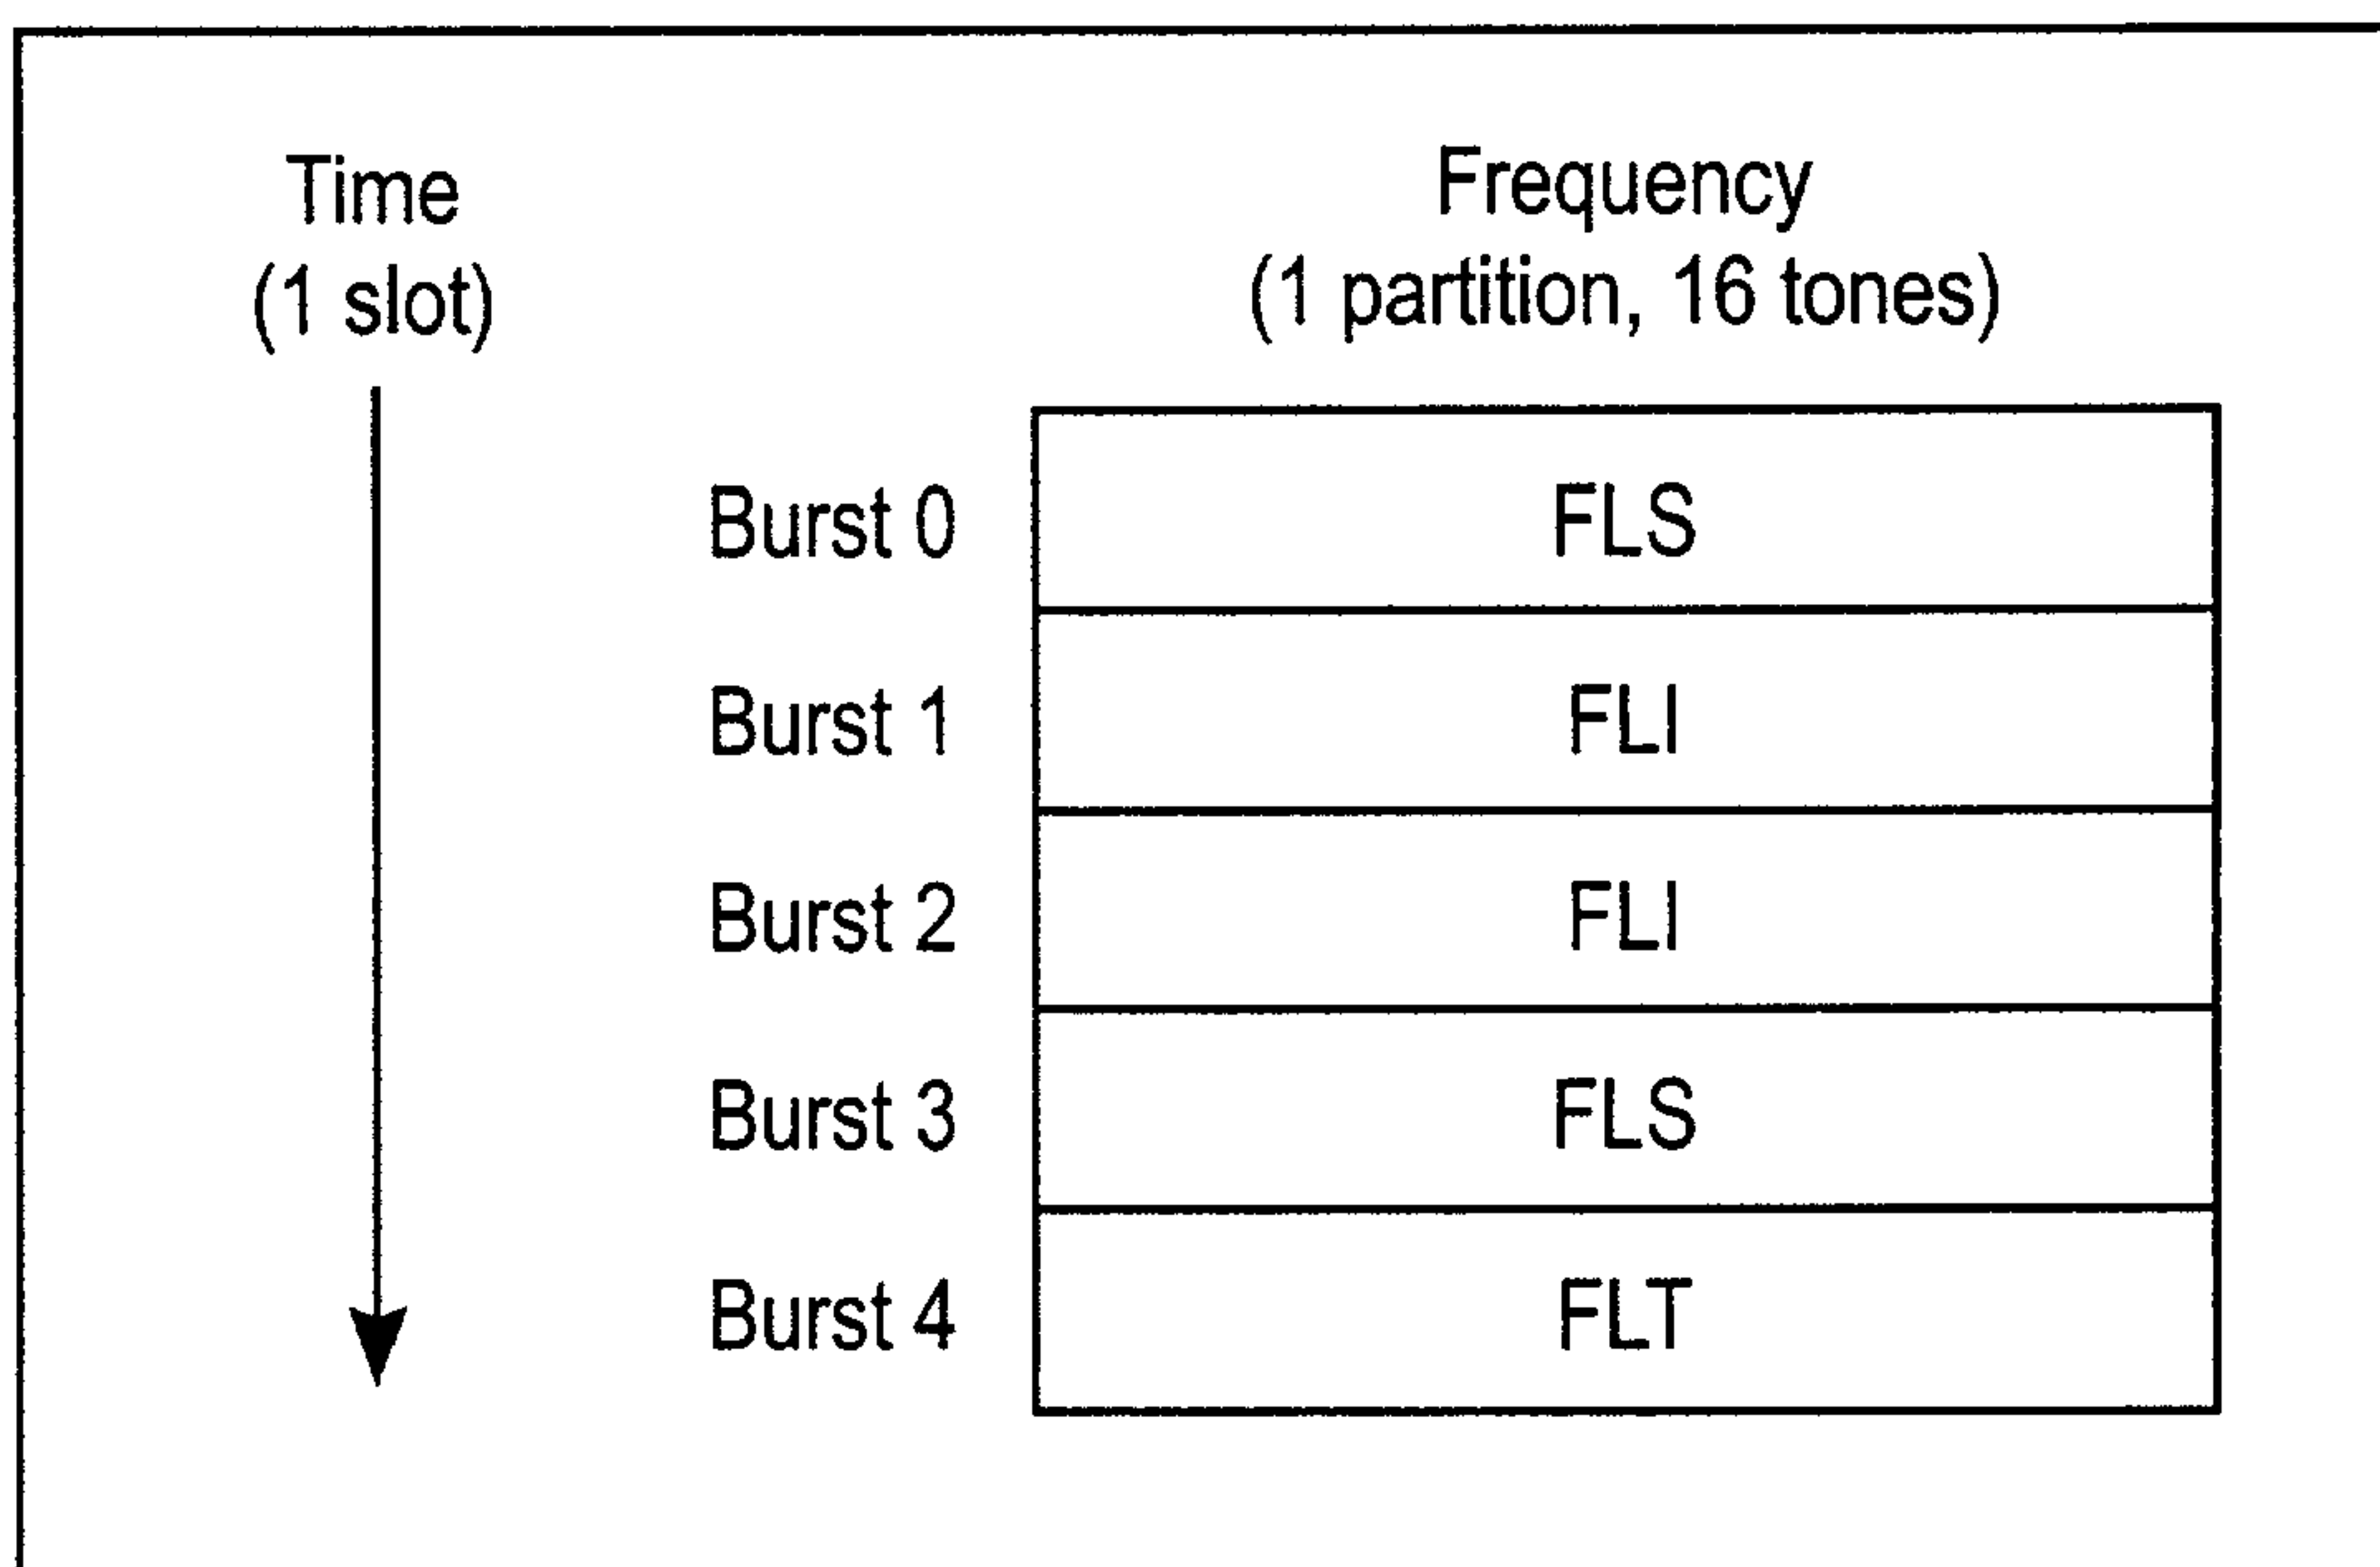 Time
(1 slot)
Frequency
(1 partition, 16 tones)
Burst 0 FLS
Burst 1 FLI
Burst 2 FLI
Burst 3 FLS
Burst 4 FLT